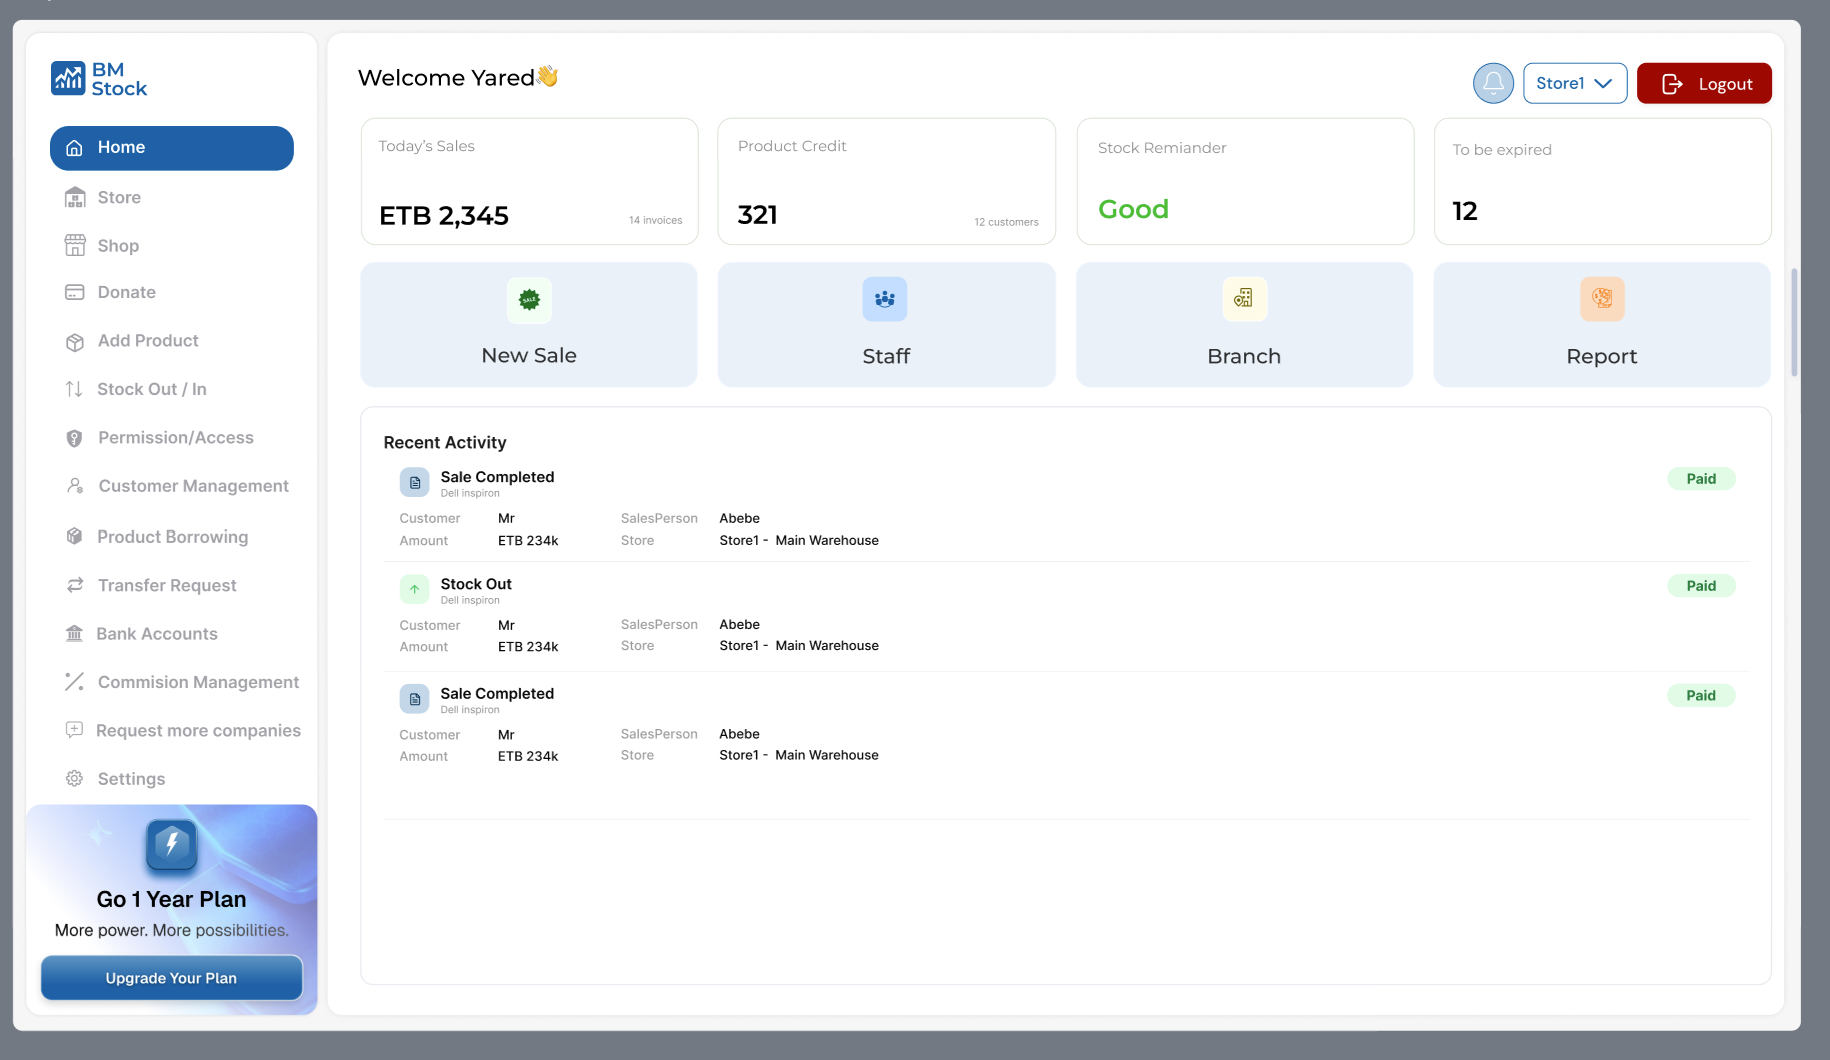 BM
Stock
Home
Store
Shop
Donate
Add Product
Stock Out / In
Permission/Access
Customer Management
Product Borrowing
Transfer Request
Bank Accounts
Commision Management
Request more companies
Settings
Go 1 Year Plan
More power. More possibilities.
Upgrade Your Plan
Welcome Yared👋
Store1
Logout
Today's Sales
ETB 2,345
14 invoices
Product Credit
321
12 customers
Stock Remiander
Good
To be expired
12
SALE
New Sale
Staff
Branch
Report
Recent Activity
Sale Completed
Dell inspiron
Paid
Customer Mr SalesPerson Abebe
Amount ETB 234k Store Store1 - Main Warehouse
Stock Out
Dell inspiron
Paid
Customer Mr SalesPerson Abebe
Amount ETB 234k Store Store1 - Main Warehouse
Sale Completed
Dell inspiron
Paid
Customer Mr SalesPerson Abebe
Amount ETB 234k Store Store1 - Main Warehouse